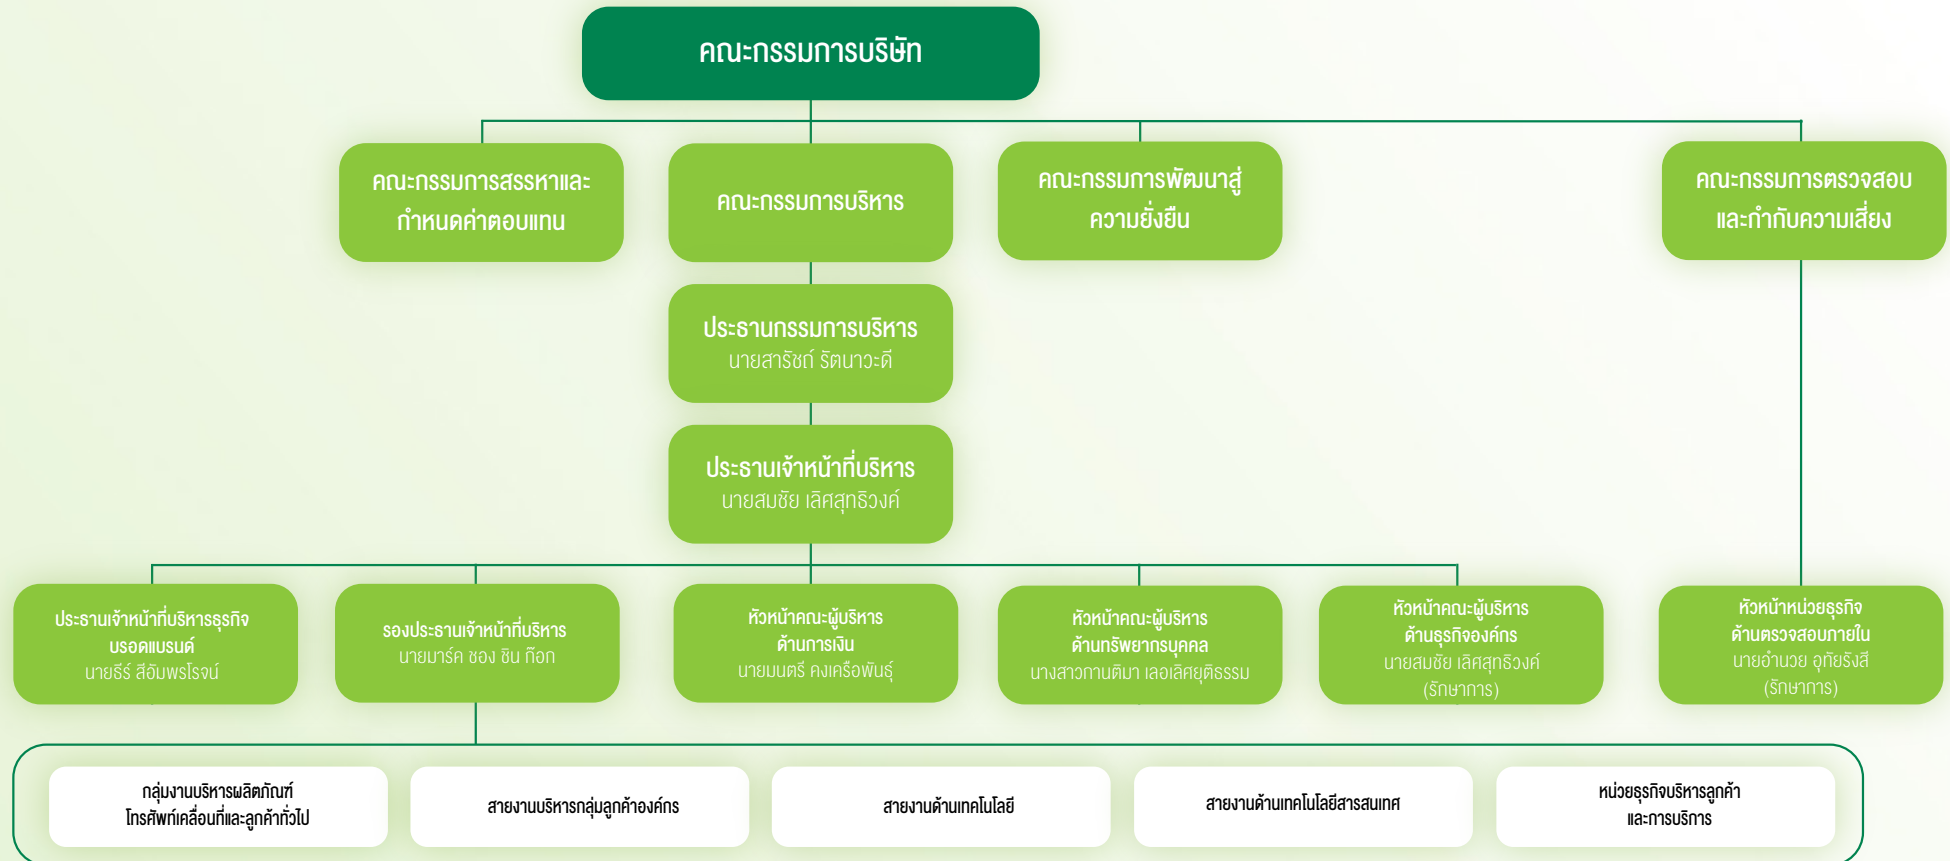 คณะกรรมการบริษัท
คณะกรรมการสรรหาและ
กำหนดค่าตอบแทน
คณะกรรมการบริหาร
คณะกรรมการพัฒนาสู่
ความยั่งยืน
คณะกรรมการตรวจสอบ
และกำกับความเสี่ยง
ประธานกรรมการบริหาร
นายสารัชถ์ รัตนาวะดี
ประธานเจ้าหน้าที่บริหาร
นายสมชัย เลิศสุทธิวงค์
ประธานเจ้าหน้าที่บริหารธุรกิจ
บรอดแบรนด์
นายธีร์ สีอัมพรโรจน์
รองประธานเจ้าหน้าที่บริหาร
นายมาร์ค ชอง ชิน ก๊อก
หัวหน้าคณะผู้บริหาร
ด้านการเงิน
นายมนตรี คงเครือพันธุ์
หัวหน้าคณะผู้บริหาร
ด้านทรัพยากรบุคคล
นางสาวกานติมา เลอเลิศยุติธรรม
หัวหน้าคณะผู้บริหาร
ด้านธุรกิจองค์กร
นายสมชัย เลิศสุทธิวงค์
(รักษาการ)
หัวหน้าหน่วยธุรกิจ
ด้านตรวจสอบภายใน
นายอำนวย อุทัยรังสี
(รักษาการ)
กลุ่มงานบริหารผลิตภัณฑ์
โทรศัพท์เคลื่อนที่และลูกค้าทั่วไป
สายงานบริหารกลุ่มลูกค้าองค์กร
สายงานด้านเทคโนโลยี
สายงานด้านเทคโนโลยีสารสนเทศ
หน่วยธุรกิจบริหารลูกค้า
และการบริการ